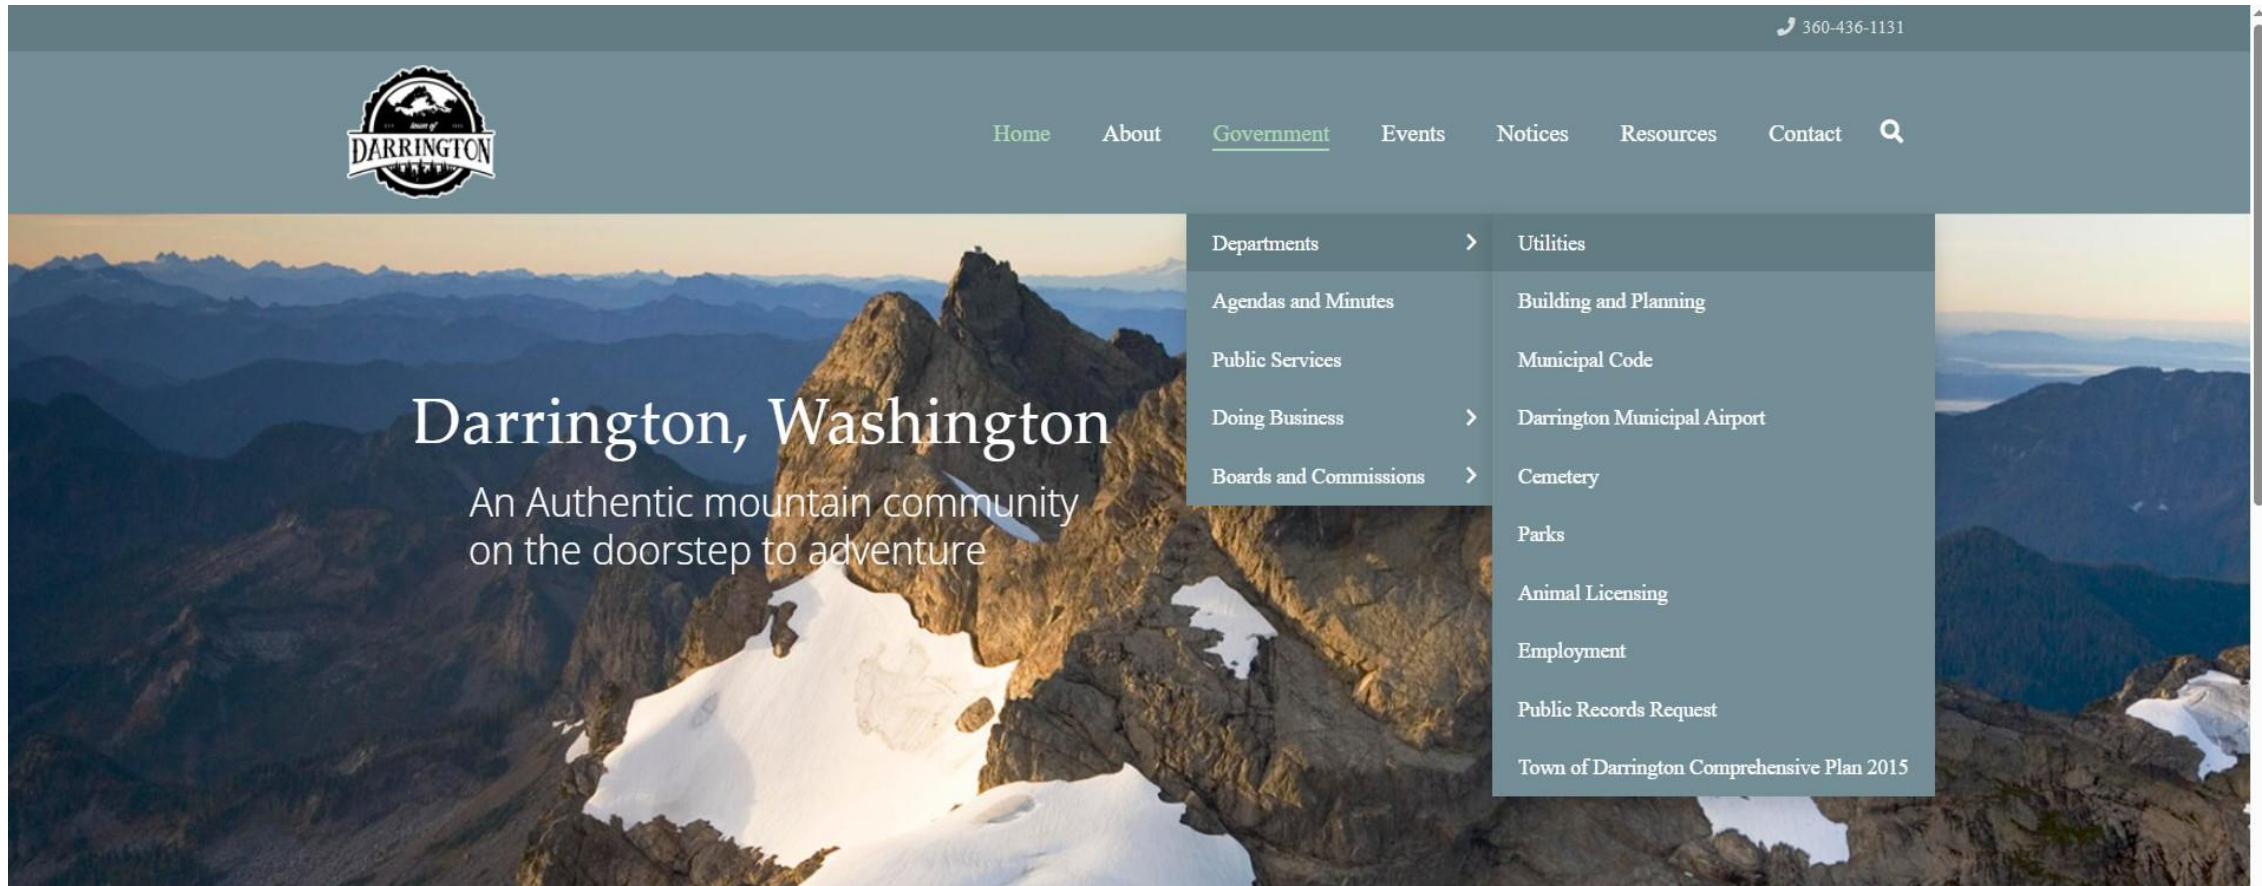 360-436-1131
town of
DARRINGTON
Home About Government Events Notices Resources Contact
Departments
Agendas and Minutes
Public Services
Doing Business
Boards and Commissions
Utilities
Building and Planning
Municipal Code
Darrington Municipal Airport
Cemetery
Parks
Animal Licensing
Employment
Public Records Request
Town of Darrington Comprehensive Plan 2015
Darrington, Washington
An Authentic mountain community
on the doorstep to adventure